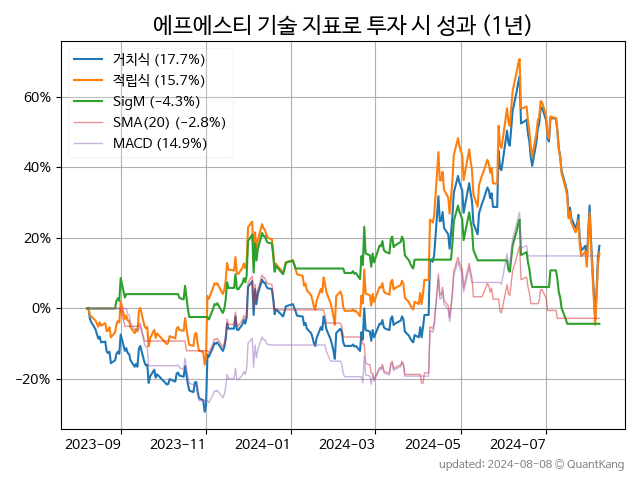 에프에스티 기술 지표로 투자 시 성과 (1년)
거치식 (17.7%)
적립식 (15.7%)
SigM (−4.3%)
SMA(20) (−2.8%)
MACD (14.9%)
60%
40%
20%
0%
−20%
2023-09 2023-11 2024-01 2024-03 2024-05 2024-07
updated: 2024-08-08 © QuantKang